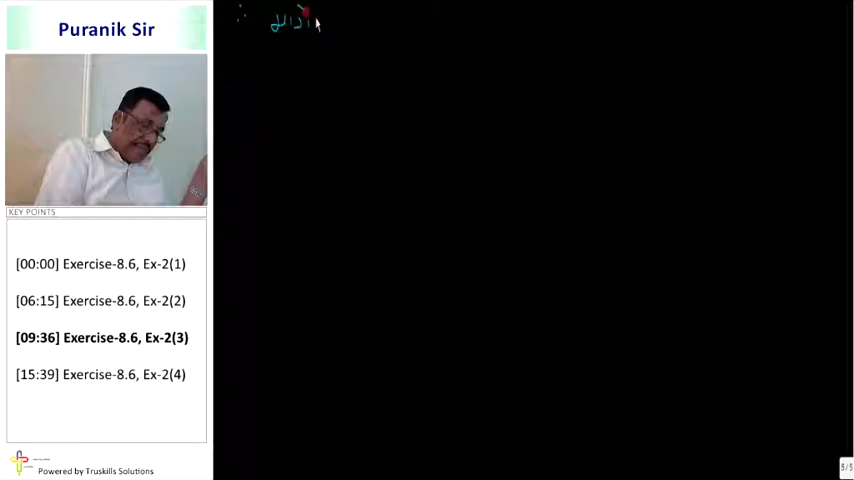 Puranik Sir
KEY POINTS
[00:00] Exercise-8.6, Ex-2(1)
[06:15] Exercise-8.6, Ex-2(2)
[09:36] Exercise-8.6, Ex-2(3)
[15:39] Exercise-8.6, Ex-2(4)
Powered by Truskills Solutions
∴
5/5